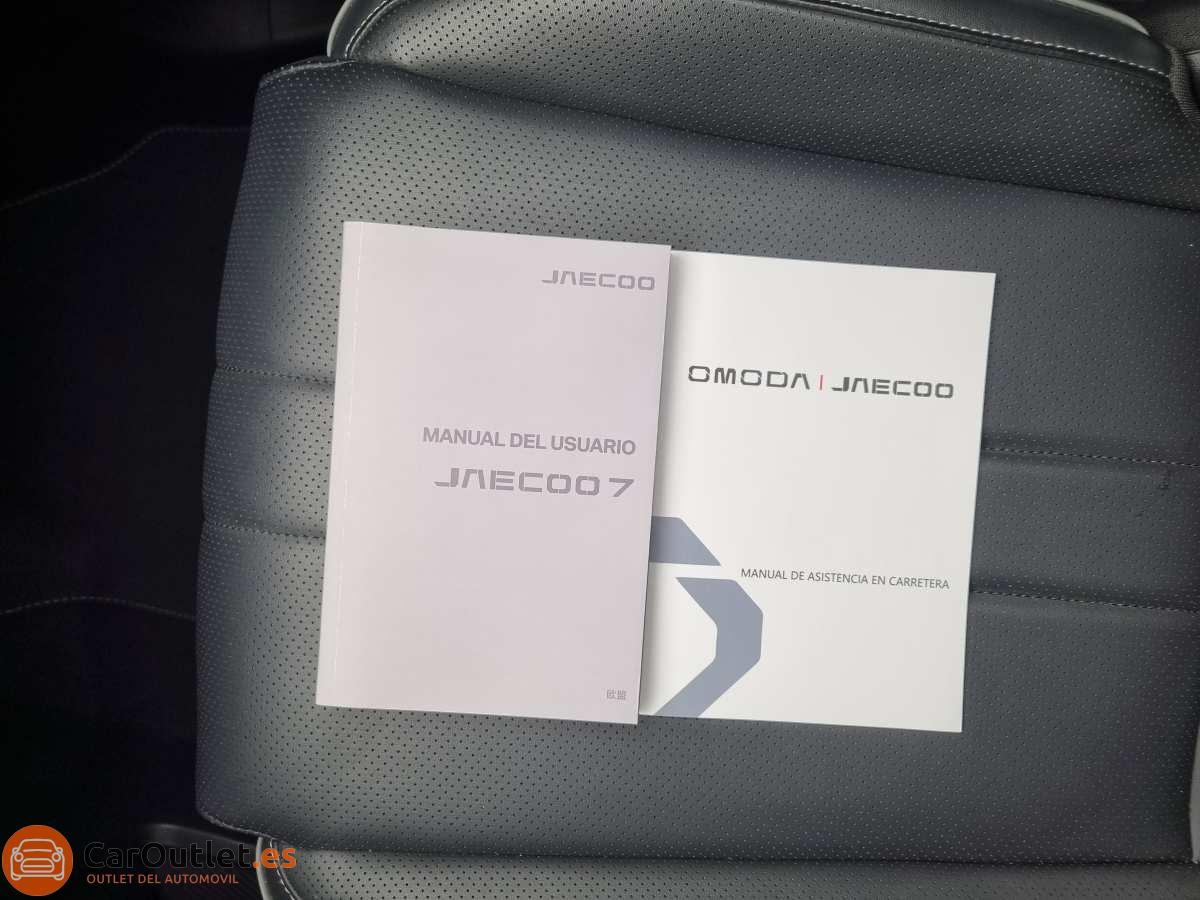 JAECOO
MANUAL DEL USUARIO
JAECOO 7
欧盟
OMODA | JAECOO
MANUAL DE ASISTENCIA EN CARRETERA
CarOutlet.es
OUTLET DEL AUTOMOVIL